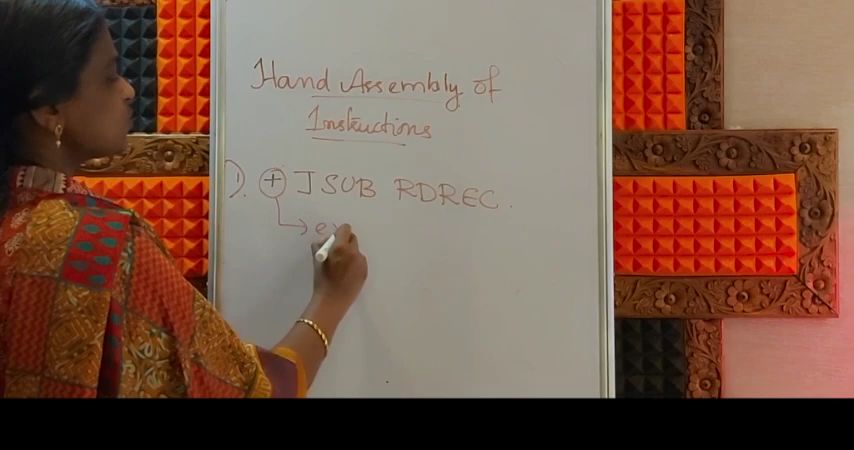 Hand Assembly of
Instructions
1). + JSUB RDREC.
e